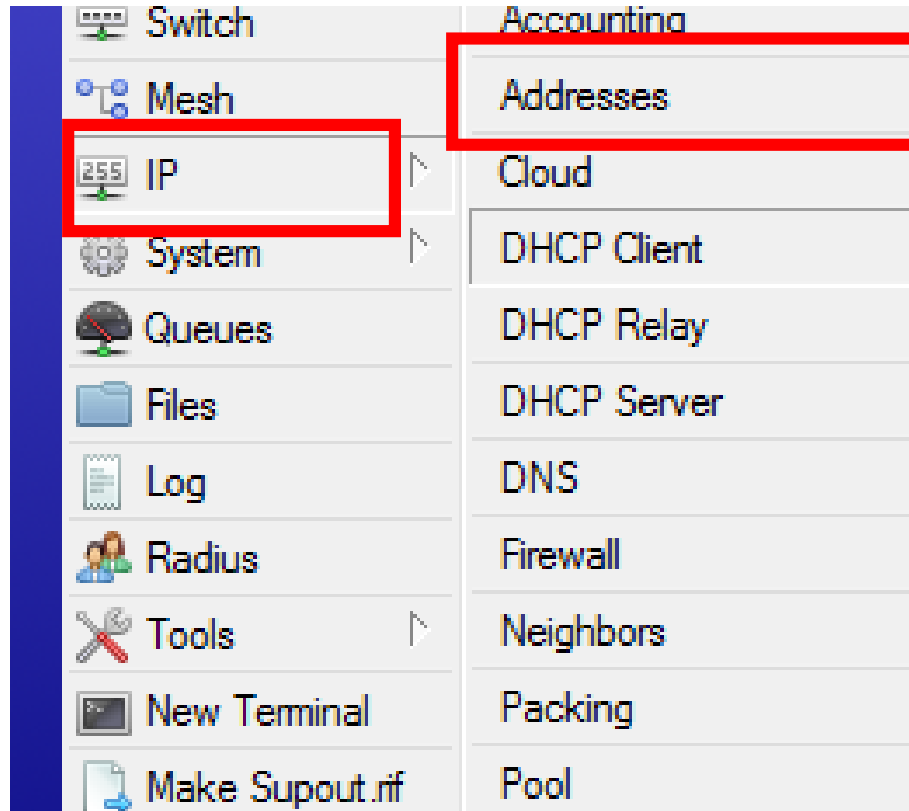 Switch
Mesh
255 IP
System
Queues
Files
Log
Radius
Tools
New Terminal
Make Supout.rif
Accounting
Addresses
Cloud
DHCP Client
DHCP Relay
DHCP Server
DNS
Firewall
Neighbors
Packing
Pool